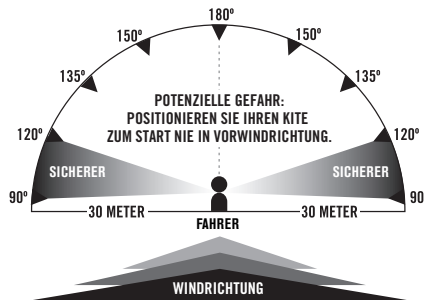 180º
150º 150º
135º 135º
POTENZIELLE GEFAHR:
POSITIONIEREN SIE IHREN KITE
ZUM START NIE IN VORWINDRICHTUNG.
120º 120º
SICHERER SICHERER
90º 90
30 METER 30 METER
FAHRER
WINDRICHTUNG